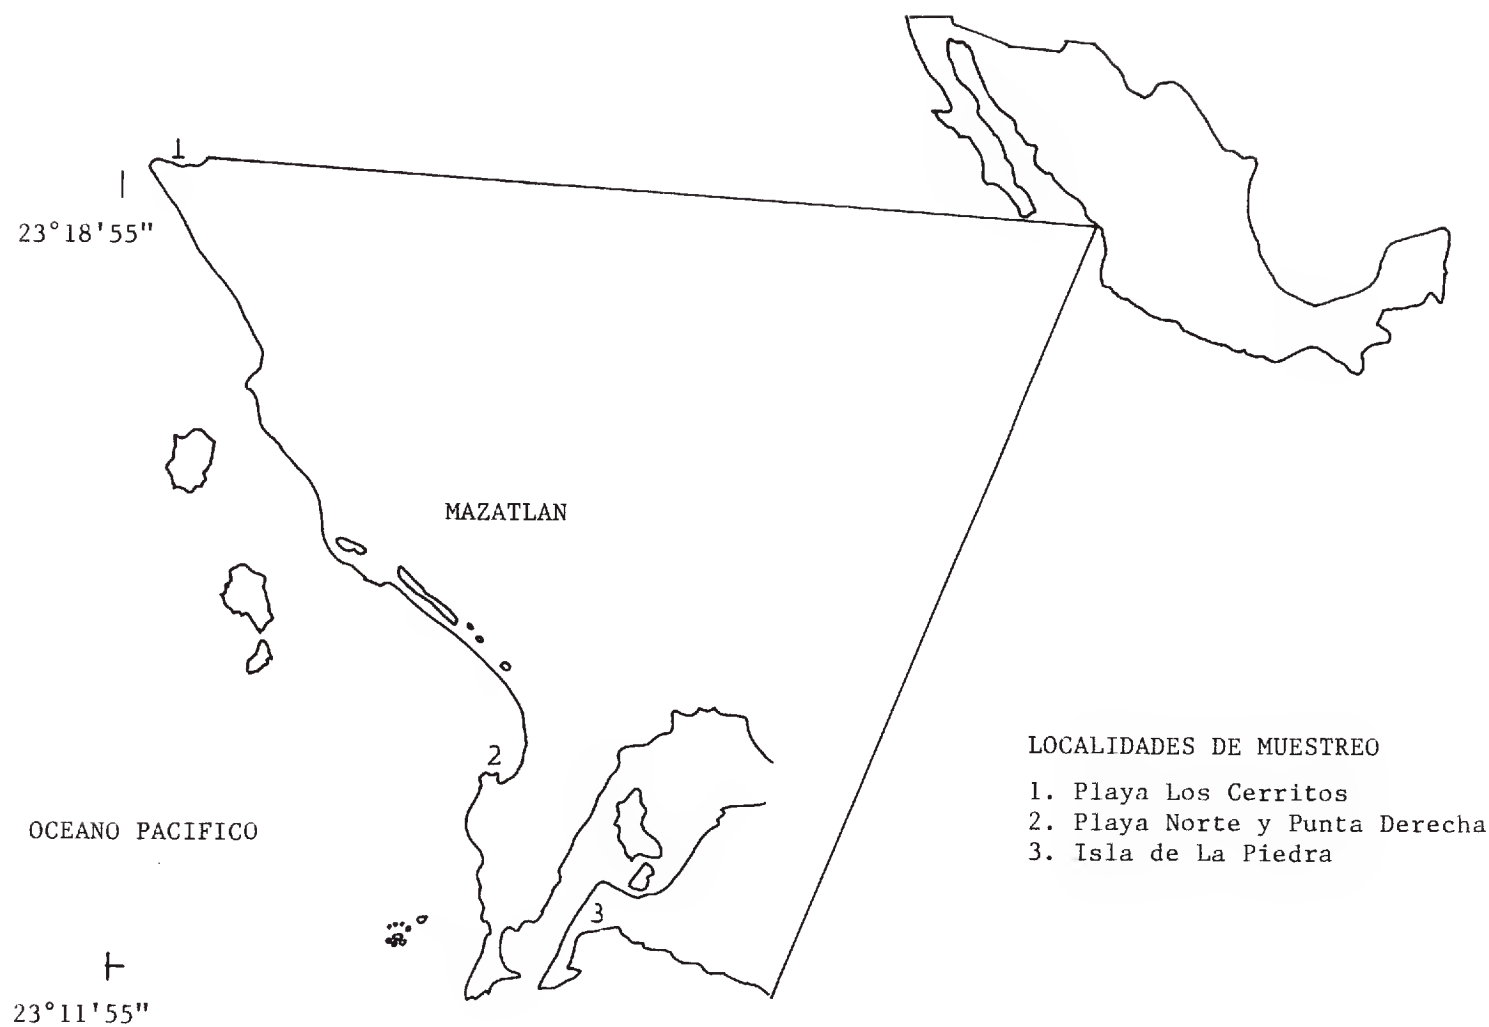 1
23°18'55"
MAZATLAN
2
LOCALIDADES DE MUESTREO
1. Playa Los Cerritos
2. Playa Norte y Punta Derecha
3. Isla de La Piedra
OCEANO PACIFICO
3
23°11'55"